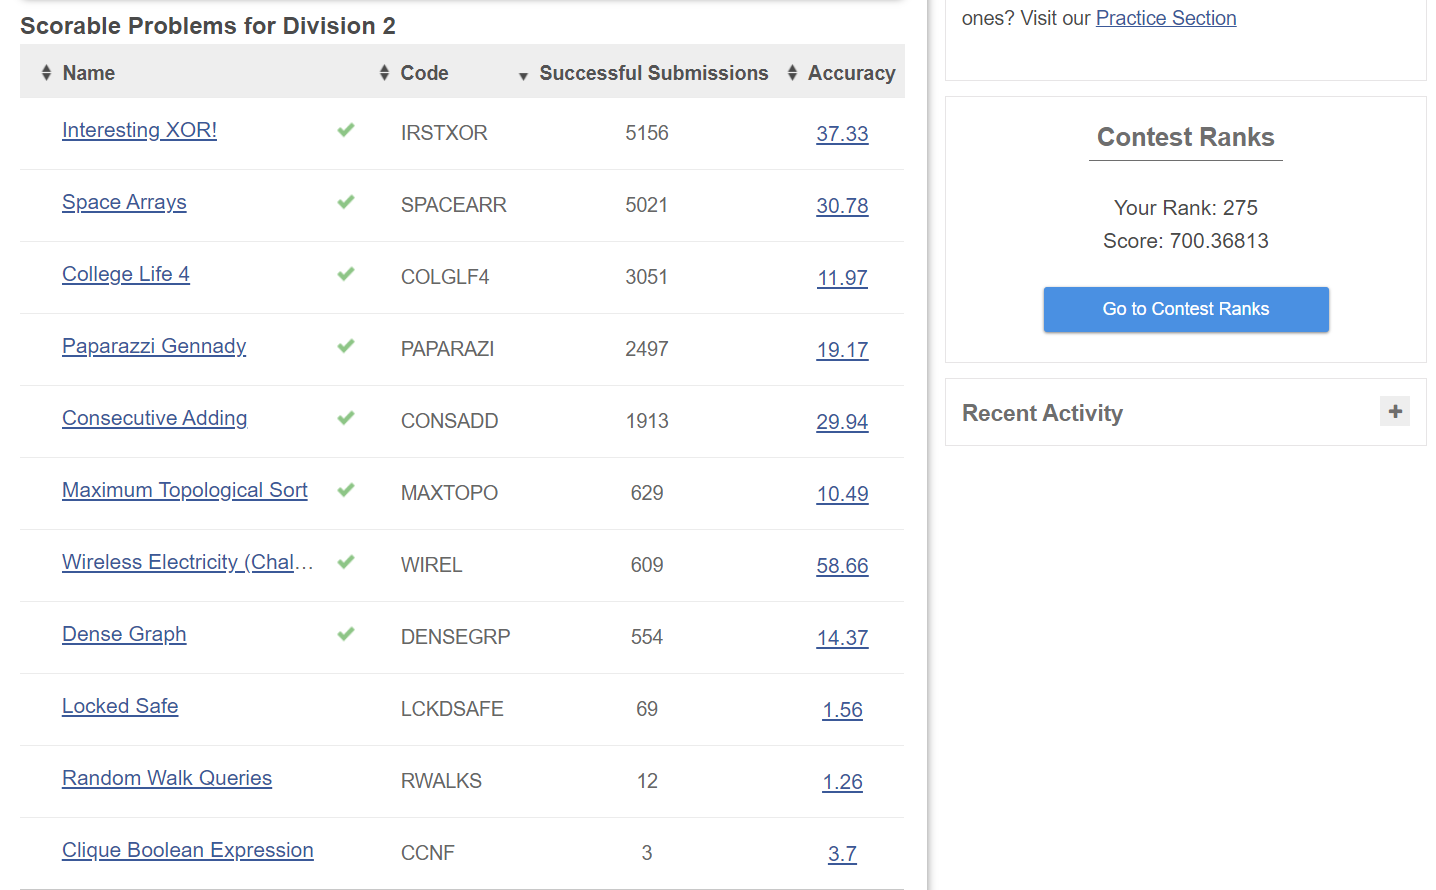 Scorable Problems for Division 2
Name Code Successful Submissions Accuracy
Interesting XOR! IRSTXOR 5156 37.33
Space Arrays SPACEARR 5021 30.78
College Life 4 COLGLF4 3051 11.97
Paparazzi Gennady PAPARAZI 2497 19.17
Consecutive Adding CONSADD 1913 29.94
Maximum Topological Sort MAXTOPO 629 10.49
Wireless Electricity (Chal... WIREL 609 58.66
Dense Graph DENSEGRP 554 14.37
Locked Safe LCKDSAFE 69 1.56
Random Walk Queries RWALKS 12 1.26
Clique Boolean Expression CCNF 3 3.7
ones? Visit our Practice Section
Contest Ranks
Your Rank: 275
Score: 700.36813
Go to Contest Ranks
Recent Activity +